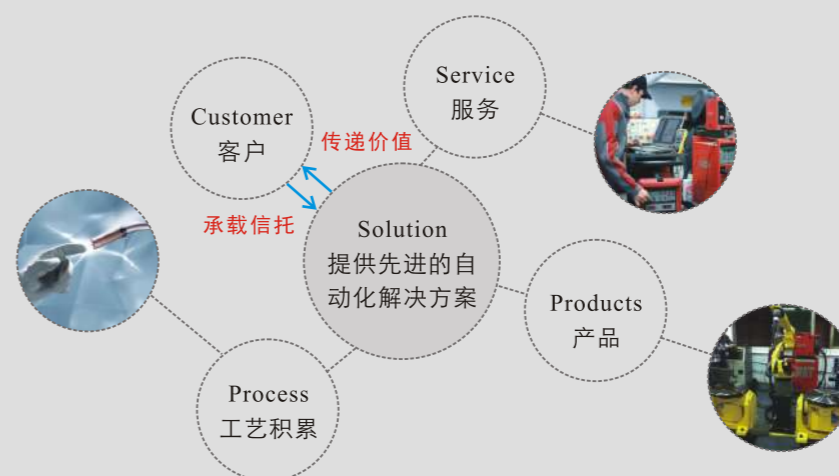 Service
服务
Customer
客户
传递价值
承载信托
Solution
提供先进的自
动化解决方案
Products
产品
Process
工艺积累